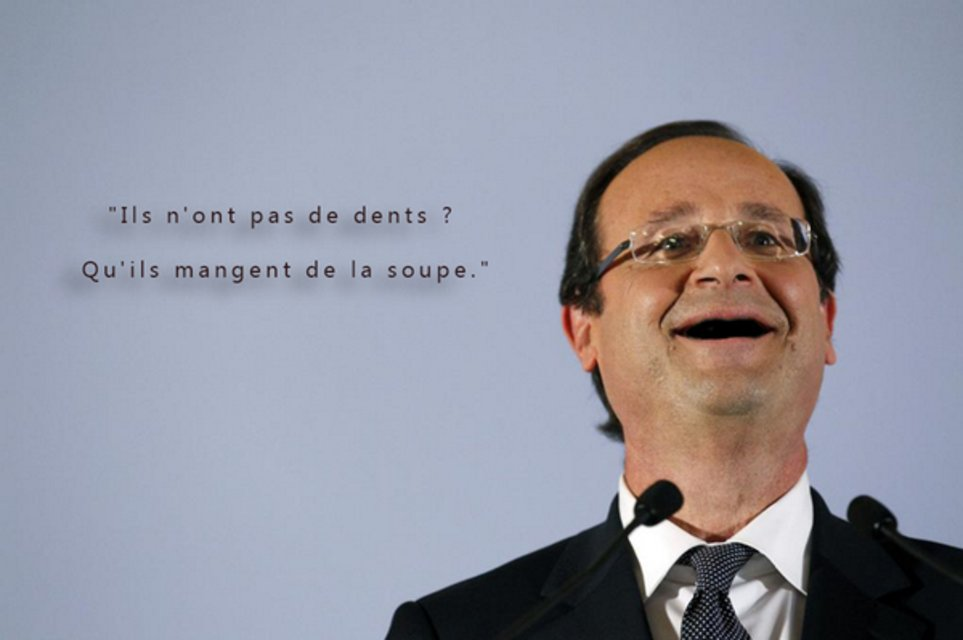 "Ils n'ont pas de dents ?
Qu'ils mangent de la soupe."